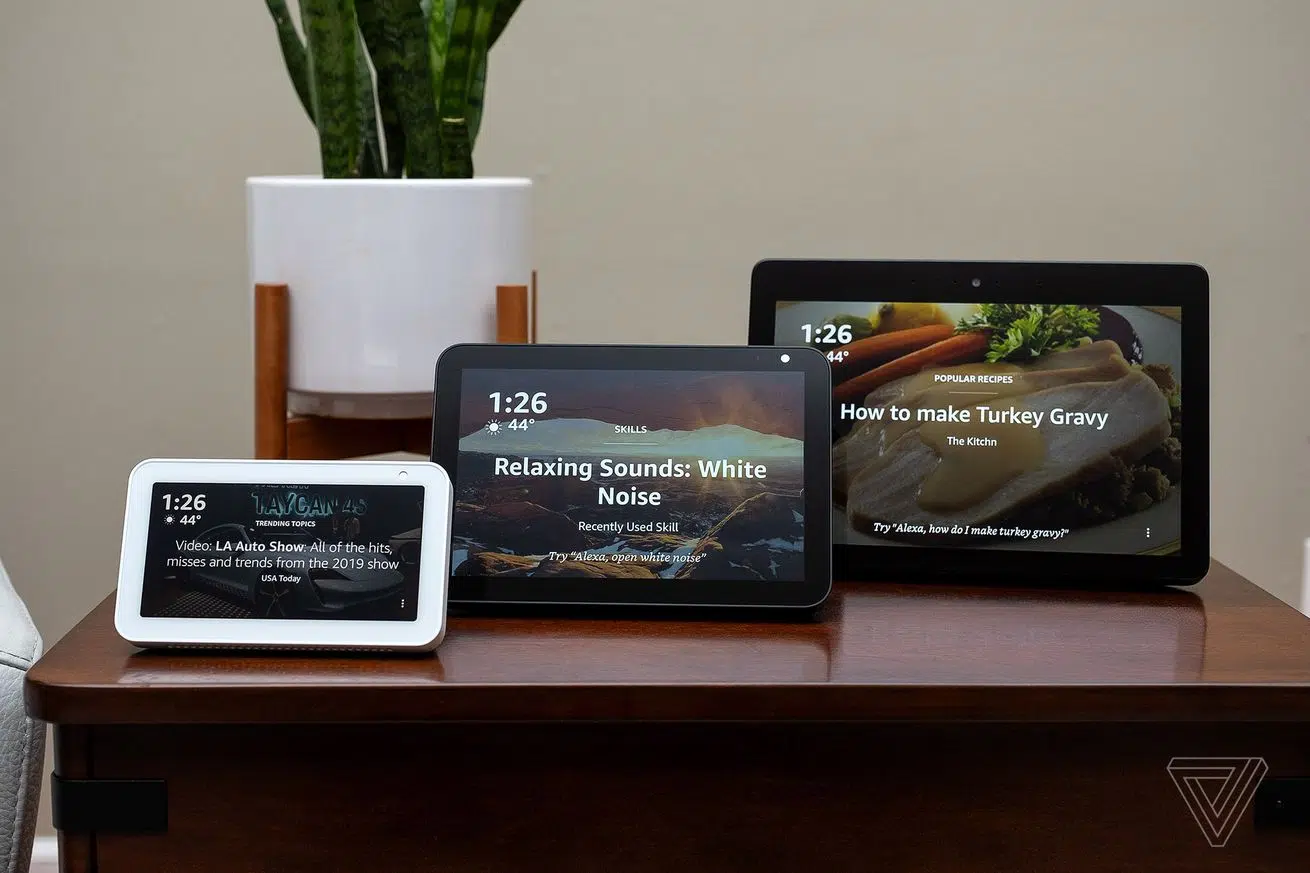 1:26
44°
TAYCAN 4S
TRENDING TOPICS
Video: LA Auto Show: All of the hits,
misses and trends from the 2019 show
USA Today
1:26
44°
SKILLS
Relaxing Sounds: White
Noise
Recently Used Skill
Try “Alexa, open white noise”
1:26
44°
POPULAR RECIPES
How to make Turkey Gravy
The Kitchn
Try "Alexa, how do I make turkey gravy?"